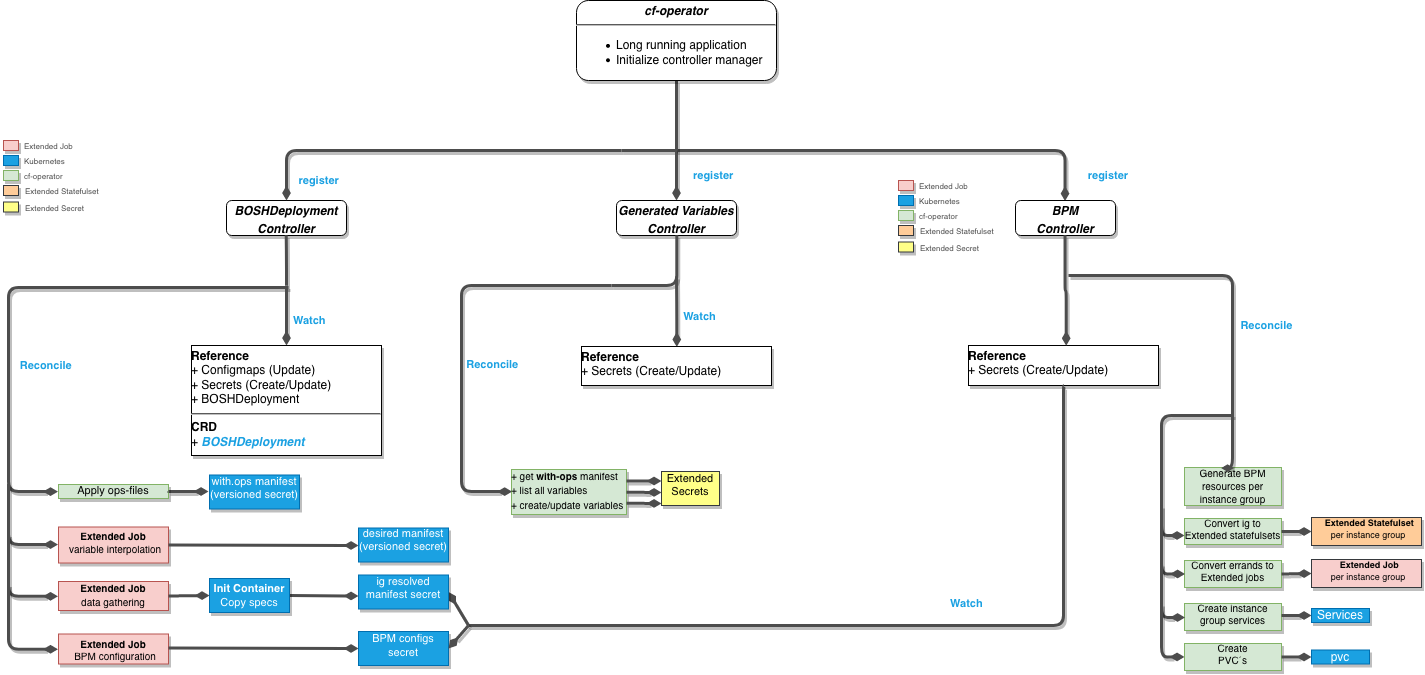 cf-operator
• Long running application
• Initialize controller manager
Extended Job
Kubernetes
cf-operator
Extended Statefulset
Extended Secret
register
register
register
Extended Job
Kubernetes
cf-operator
Extended Statefulset
Extended Secret
BOSHDeployment
Controller
Generated Variables
Controller
BPM
Controller
Watch
Watch
Reconcile
Reconcile
Reconcile
Reference
+ Configmaps (Update)
+ Secrets (Create/Update)
+ BOSHDeployment
CRD
+ BOSHDeployment
Reference
+ Secrets (Create/Update)
Reference
+ Secrets (Create/Update)
Apply ops-files
with.ops manifest
(versioned secret)
+ get with-ops manifest
+ list all variables
+ create/update variables
Extended
Secrets
Generate BPM
resources per
instance group
Extended Job
variable interpolation
desired manifest
(versioned secret)
Convert ig to
Extended statefulsets
Extended Statefulset
per instance group
Extended Job
data gathering
Init Container
Copy specs
ig resolved
manifest secret
Convert errands to
Extended jobs
Extended Job
per instance group
Watch
Create instance
group services
Services
Extended Job
BPM configuration
BPM configs
secret
Create
PVC´s
pvc